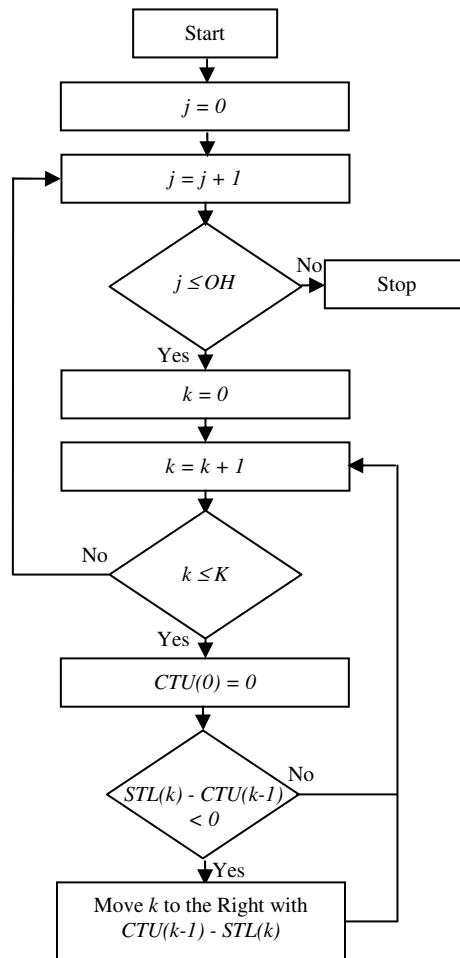 Start
j = 0
j = j + 1
j ≤ OH
No
Stop
Yes
k = 0
k = k + 1
No
k ≤ K
Yes
CTU(0) = 0
No
STL(k) - CTU(k-1)
< 0
Yes
Move k to the Right with
CTU(k-1) - STL(k)